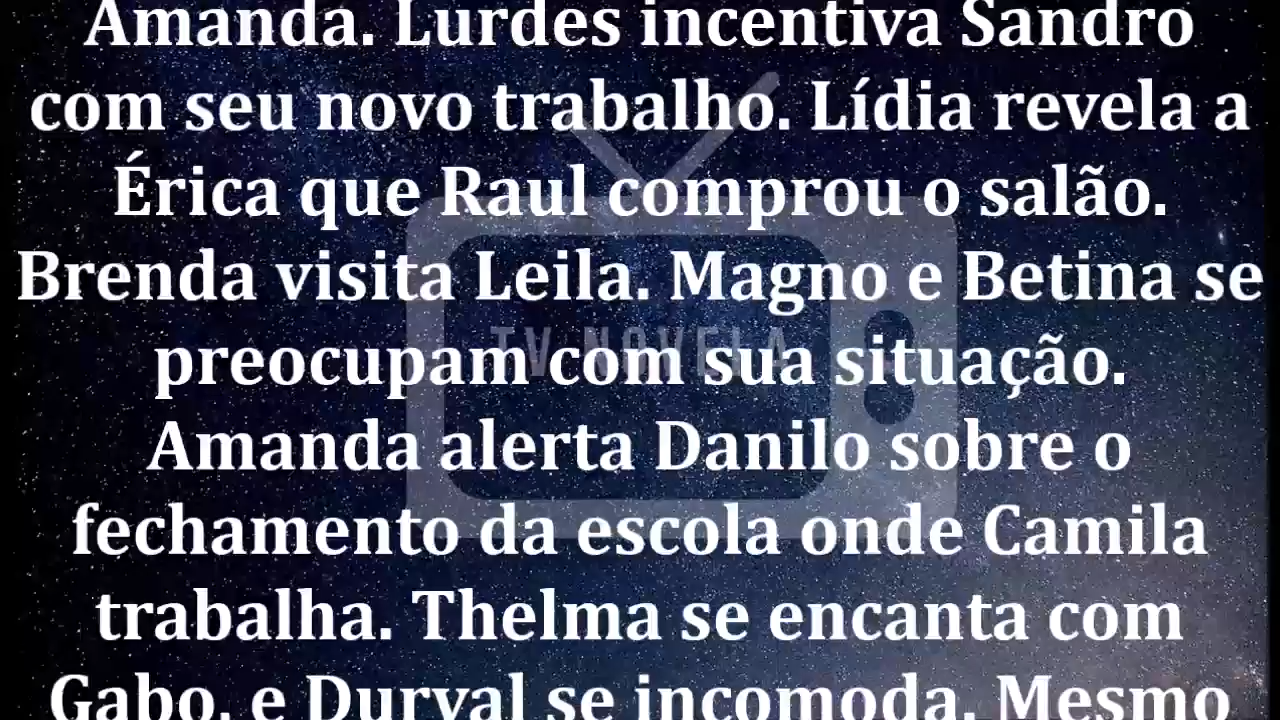 Amanda. Lurdes incentiva Sandro
com seu novo trabalho. Lídia revela a
Érica que Raul comprou o salão.
Brenda visita Leila. Magno e Betina se
TV NOVELA
preocupam com sua situação.
Amanda alerta Danilo sobre o
fechamento da escola onde Camila
trabalha. Thelma se encanta com
Gabo, e Durval se incomoda. Mesmo